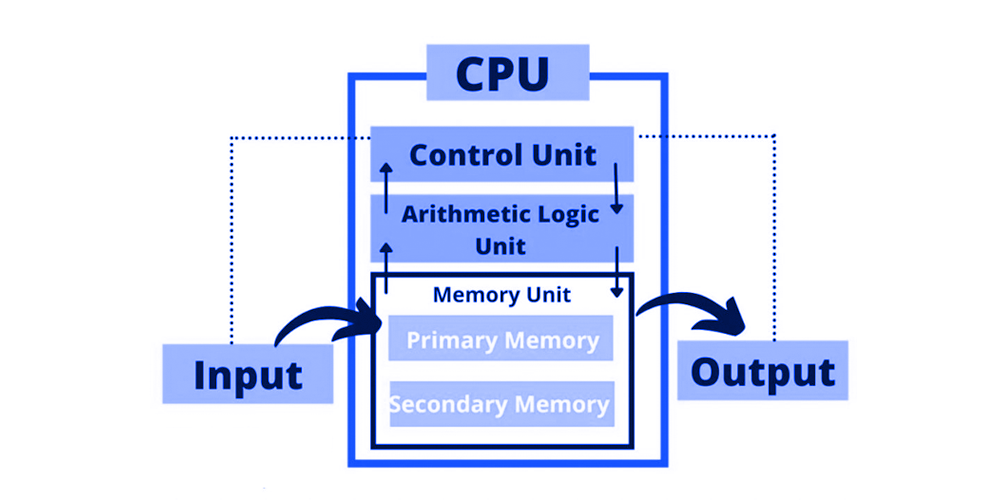 CPU
Control Unit
Arithmetic Logic
Unit
Memory Unit
Primary Memory
Secondary Memory
Input
Output